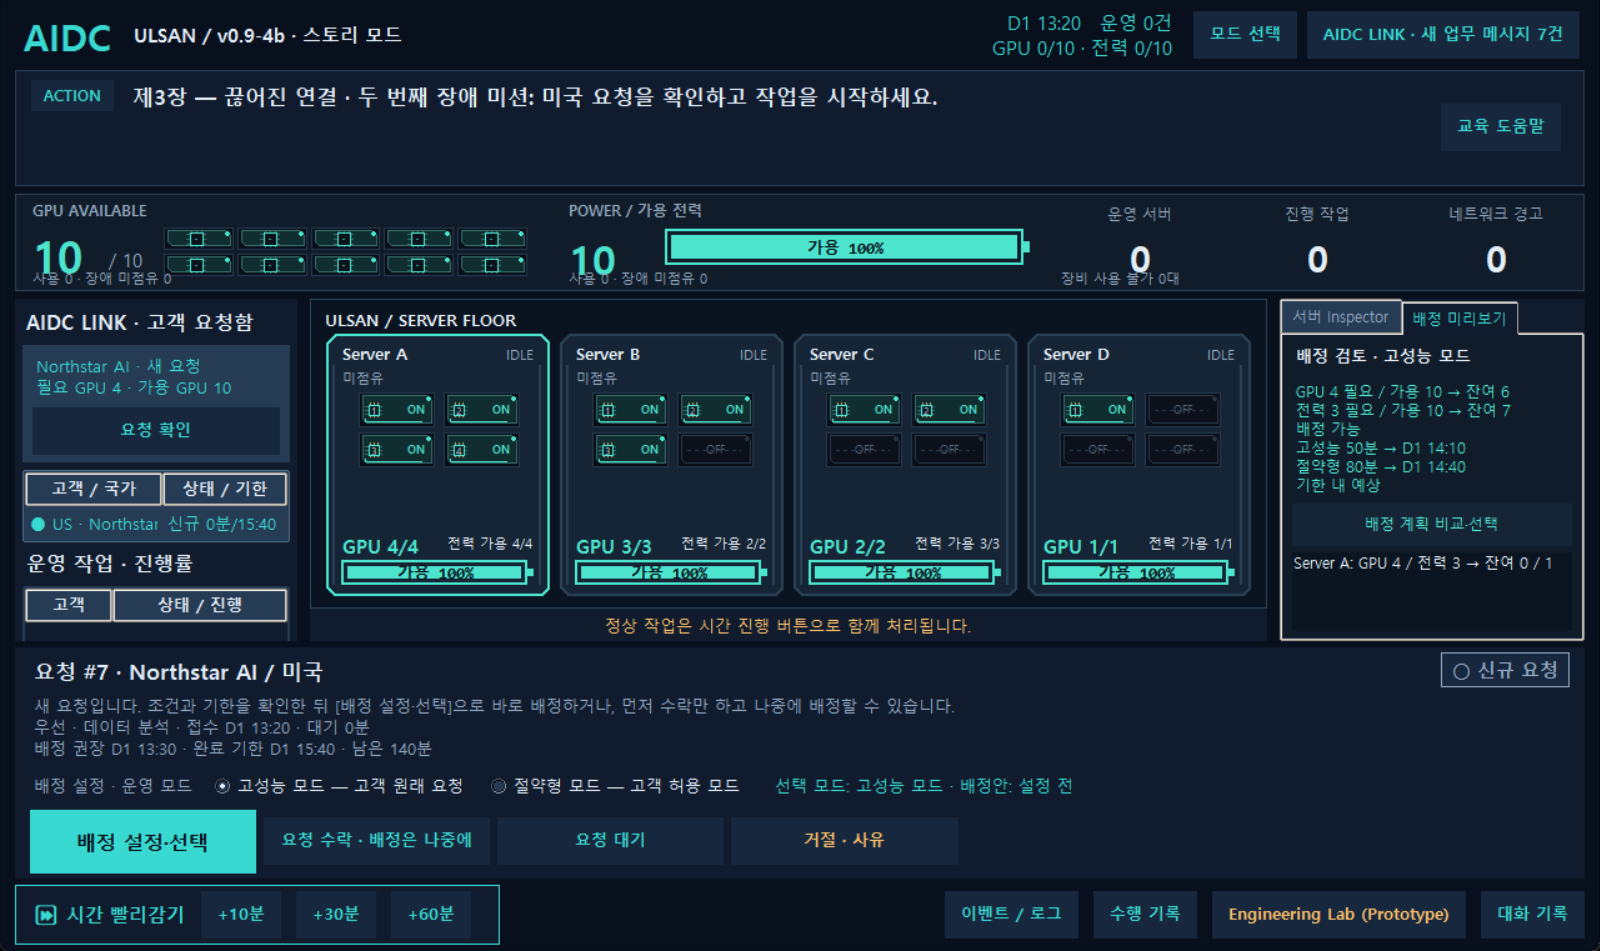 AIDC
ULSAN / v0.9-4b · 스토리 모드
D1 13:20 운영 0건
GPU 0/10 · 전력 0/10
모드 선택
AIDC LINK · 새 업무 메시지 7건
ACTION
제3장 — 끊어진 연결 · 두 번째 장애 미션: 미국 요청을 확인하고 작업을 시작하세요.
교육 도움말
GPU AVAILABLE
10 / 10
사용 0 · 장애 미점유 0
POWER / 가용 전력
10
가용 100%
사용 0 · 장애 미점유 0
운영 서버
0
장비 사용 불가 0대
진행 작업
0
네트워크 경고
0
AIDC LINK · 고객 요청함
Northstar AI · 새 요청
필요 GPU 4 · 가용 GPU 10
요청 확인
고객 / 국가
상태 / 기한
US · Northstar 신규 0분/15:40
운영 작업 · 진행률
고객
상태 / 진행
ULSAN / SERVER FLOOR
Server A IDLE
미점유
1 ON 2 ON
3 ON 4 ON
GPU 4/4 전력 가용 4/4
가용 100%
Server B IDLE
미점유
1 ON 2 ON
3 ON ---OFF---
GPU 3/3 전력 가용 2/2
가용 100%
Server C IDLE
미점유
1 ON 2 ON
---OFF--- ---OFF---
GPU 2/2 전력 가용 3/3
가용 100%
Server D IDLE
미점유
1 ON ---OFF---
---OFF--- ---OFF---
GPU 1/1 전력 가용 1/1
가용 100%
정상 작업은 시간 진행 버튼으로 함께 처리됩니다.
서버 Inspector
배정 미리보기
배정 검토 · 고성능 모드
GPU 4 필요 / 가용 10 → 잔여 6
전력 3 필요 / 가용 10 → 잔여 7
배정 가능
고성능 50분 → D1 14:10
절약형 80분 → D1 14:40
기한 내 예상
배정 계획 비교·선택
Server A: GPU 4 / 전력 3 → 잔여 0 / 1
요청 #7 · Northstar AI / 미국
○ 신규 요청
새 요청입니다. 조건과 기한을 확인한 뒤 [배정 설정·선택]으로 바로 배정하거나, 먼저 수락만 하고 나중에 배정할 수 있습니다.
우선 · 데이터 분석 · 접수 D1 13:20 · 대기 0분
배정 권장 D1 13:30 · 완료 기한 D1 15:40 · 남은 140분
배정 설정 · 운영 모드
고성능 모드 — 고객 원래 요청
절약형 모드 — 고객 허용 모드
선택 모드: 고성능 모드 · 배정안: 설정 전
배정 설정·선택
요청 수락 · 배정은 나중에
요청 대기
거절 · 사유
시간 빨리감기
+10분
+30분
+60분
이벤트 / 로그
수행 기록
Engineering Lab (Prototype)
대화 기록